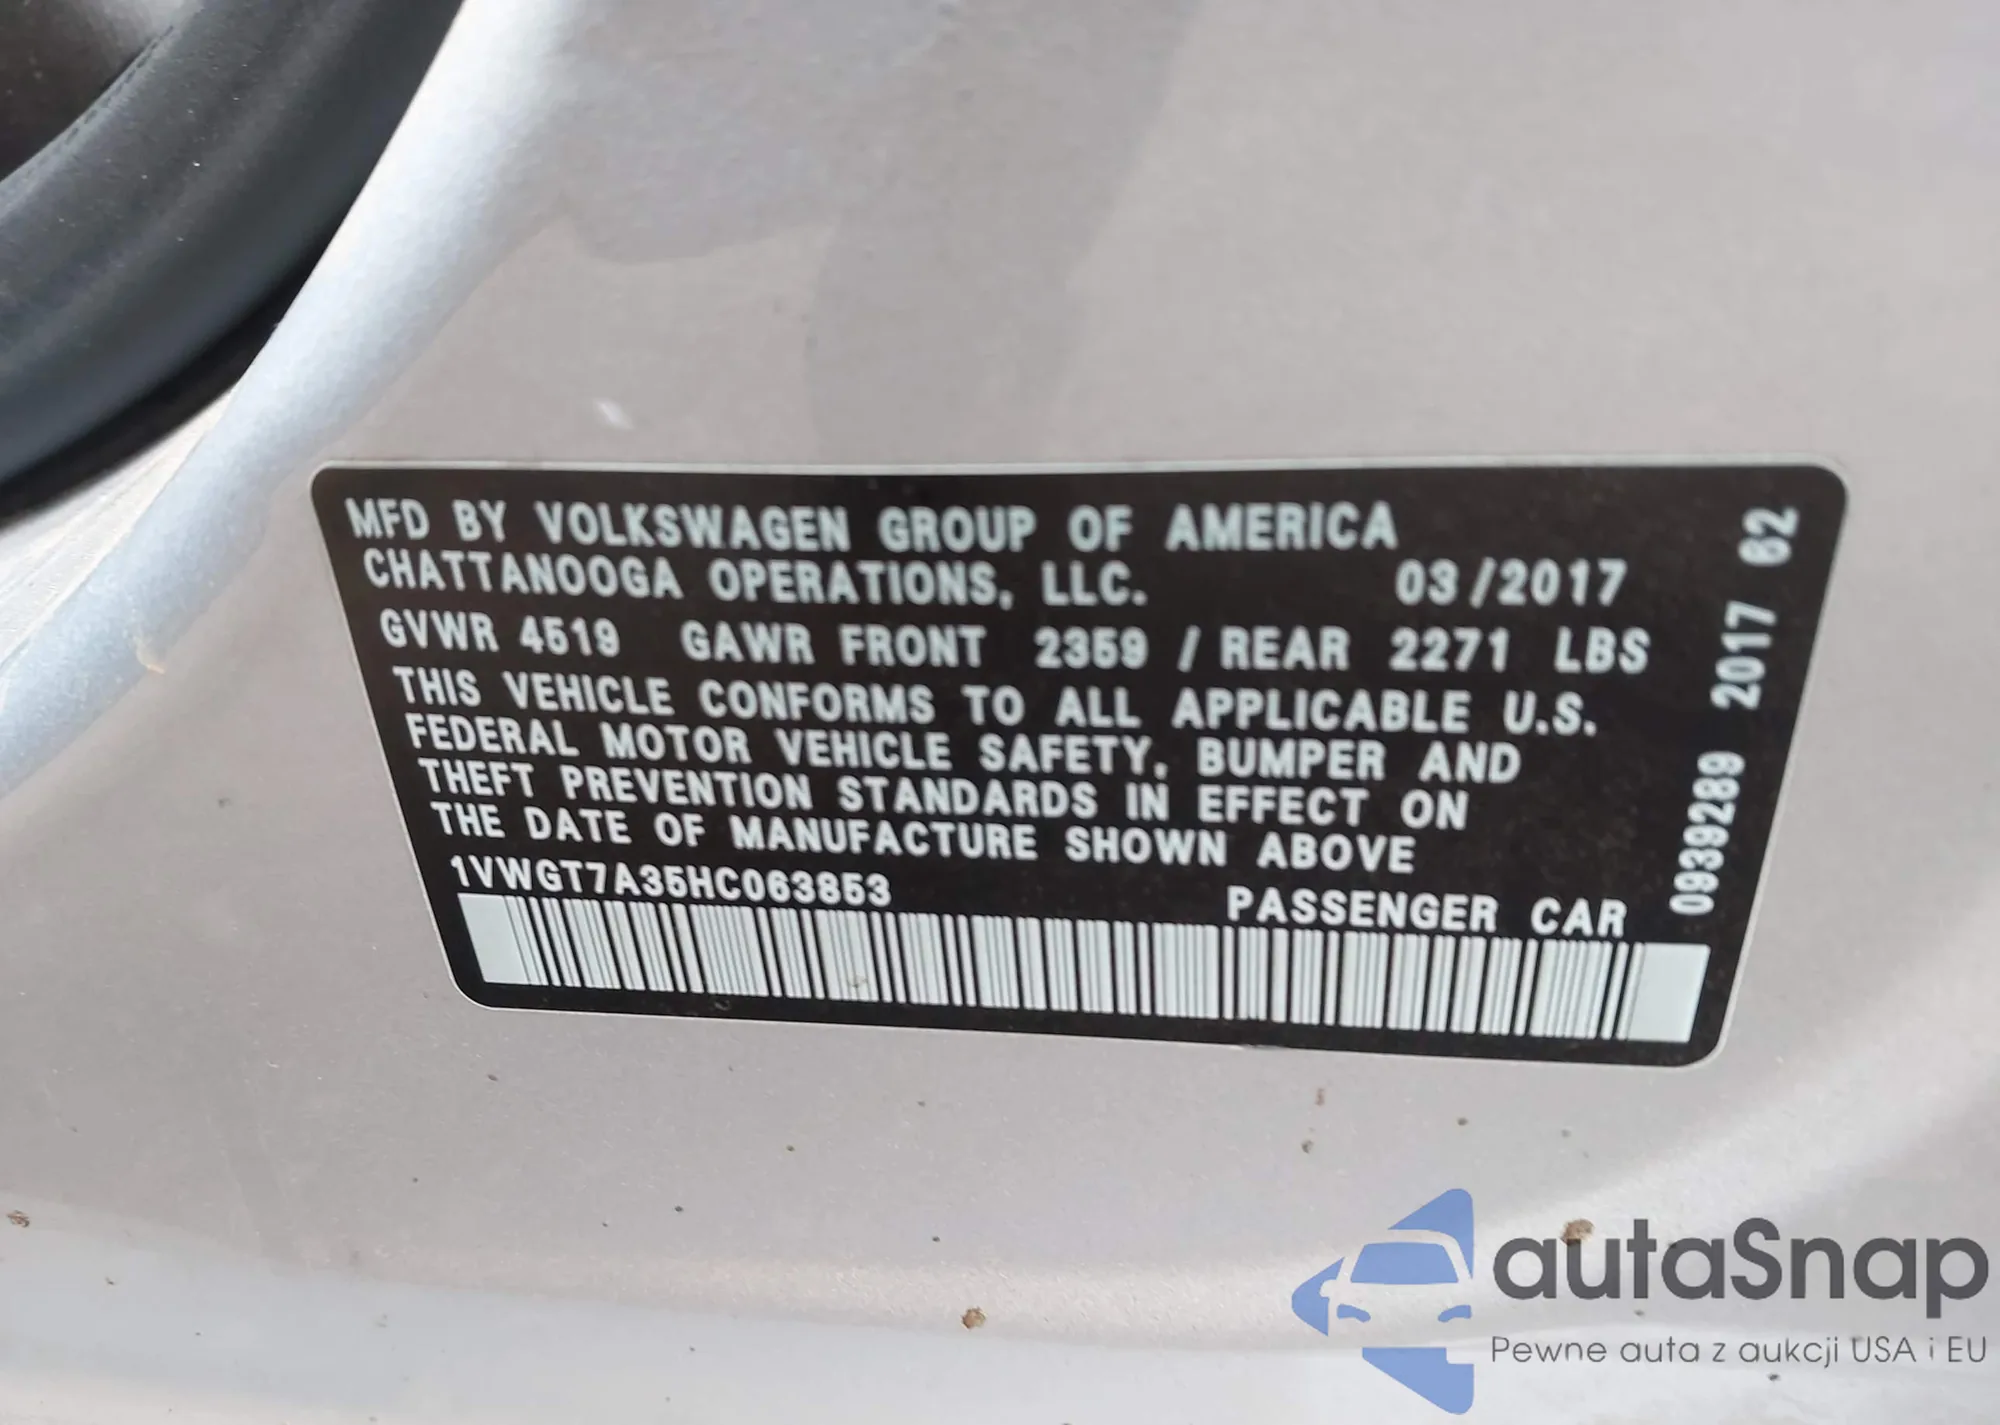 MFD BY VOLKSWAGEN GROUP OF AMERICA
CHATTANOOGA OPERATIONS, LLC. 03/2017
GVWR 4519 GAWR FRONT 2359 / REAR 2271 LBS
THIS VEHICLE CONFORMS TO ALL APPLICABLE U.S.
FEDERAL MOTOR VEHICLE SAFETY, BUMPER AND
THEFT PREVENTION STANDARDS IN EFFECT ON
THE DATE OF MANUFACTURE SHOWN ABOVE
1VWGT7A35HC063853 PASSENGER CAR
0939289 2017 62
autaSnap
Pewne auta z aukcji USA i EU